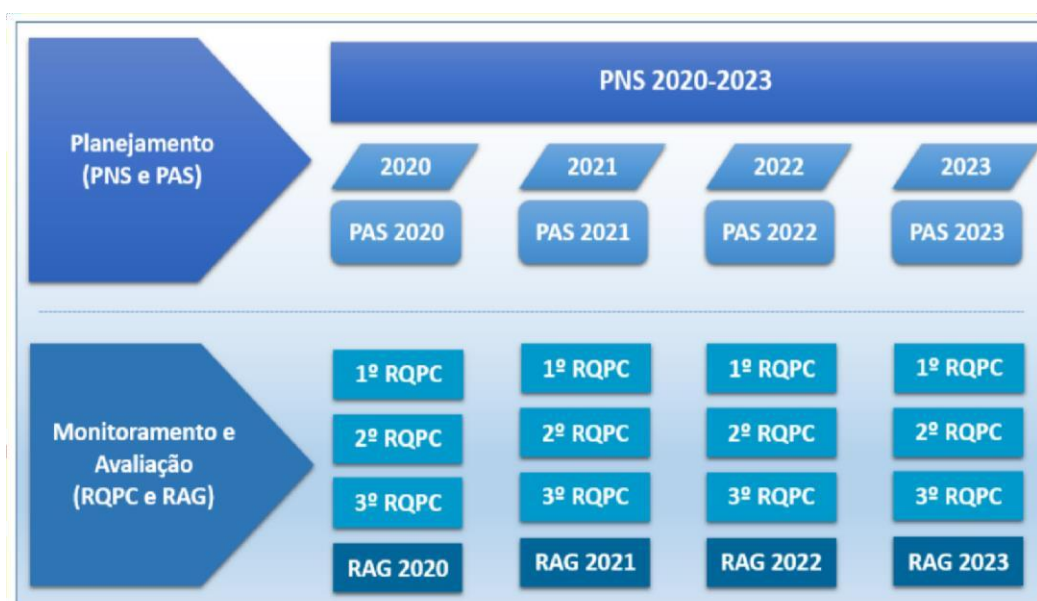 PNS 2020-2023
Planejamento
(PNS e PAS)
2020 2021 2022 2023
PAS 2020 PAS 2021 PAS 2022 PAS 2023
Monitoramento e
Avaliação
(RQPC e RAG)
1º RQPC 1º RQPC 1º RQPC 1º RQPC
2º RQPC 2º RQPC 2º RQPC 2º RQPC
3º RQPC 3º RQPC 3º RQPC 3º RQPC
RAG 2020 RAG 2021 RAG 2022 RAG 2023